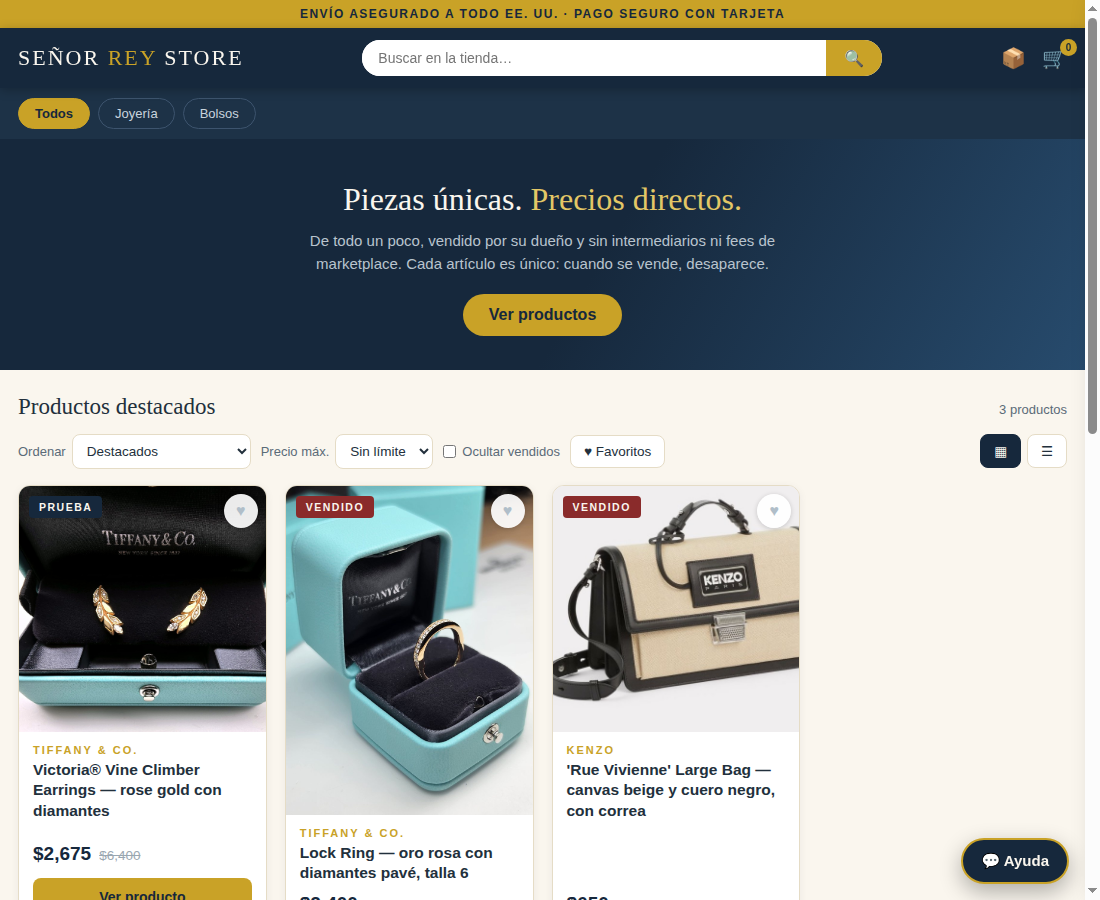 ENVÍO ASEGURADO A TODO EE. UU. · PAGO SEGURO CON TARJETA
SEÑOR REY STORE
Buscar en la tienda…
0
Todos
Joyería
Bolsos
Piezas únicas. Precios directos.
De todo un poco, vendido por su dueño y sin intermediarios ni fees de
marketplace. Cada artículo es único: cuando se vende, desaparece.
Ver productos
Productos destacados
3 productos
Ordenar
Destacados
Precio máx.
Sin límite
Ocultar vendidos
♥ Favoritos
PRUEBA
TIFFANY & CO.
NEW YORK SINCE 1837
TIFFANY & CO.
Victoria® Vine Climber
Earrings — rose gold con
diamantes
$2,675 $6,400
Ver producto
VENDIDO
TIFFANY & CO
TIFFANY & CO.
Lock Ring — oro rosa con
diamantes pavé, talla 6
VENDIDO
KENZO
PARIS
KENZO
'Rue Vivienne' Large Bag —
canvas beige y cuero negro,
con correa
Ayuda